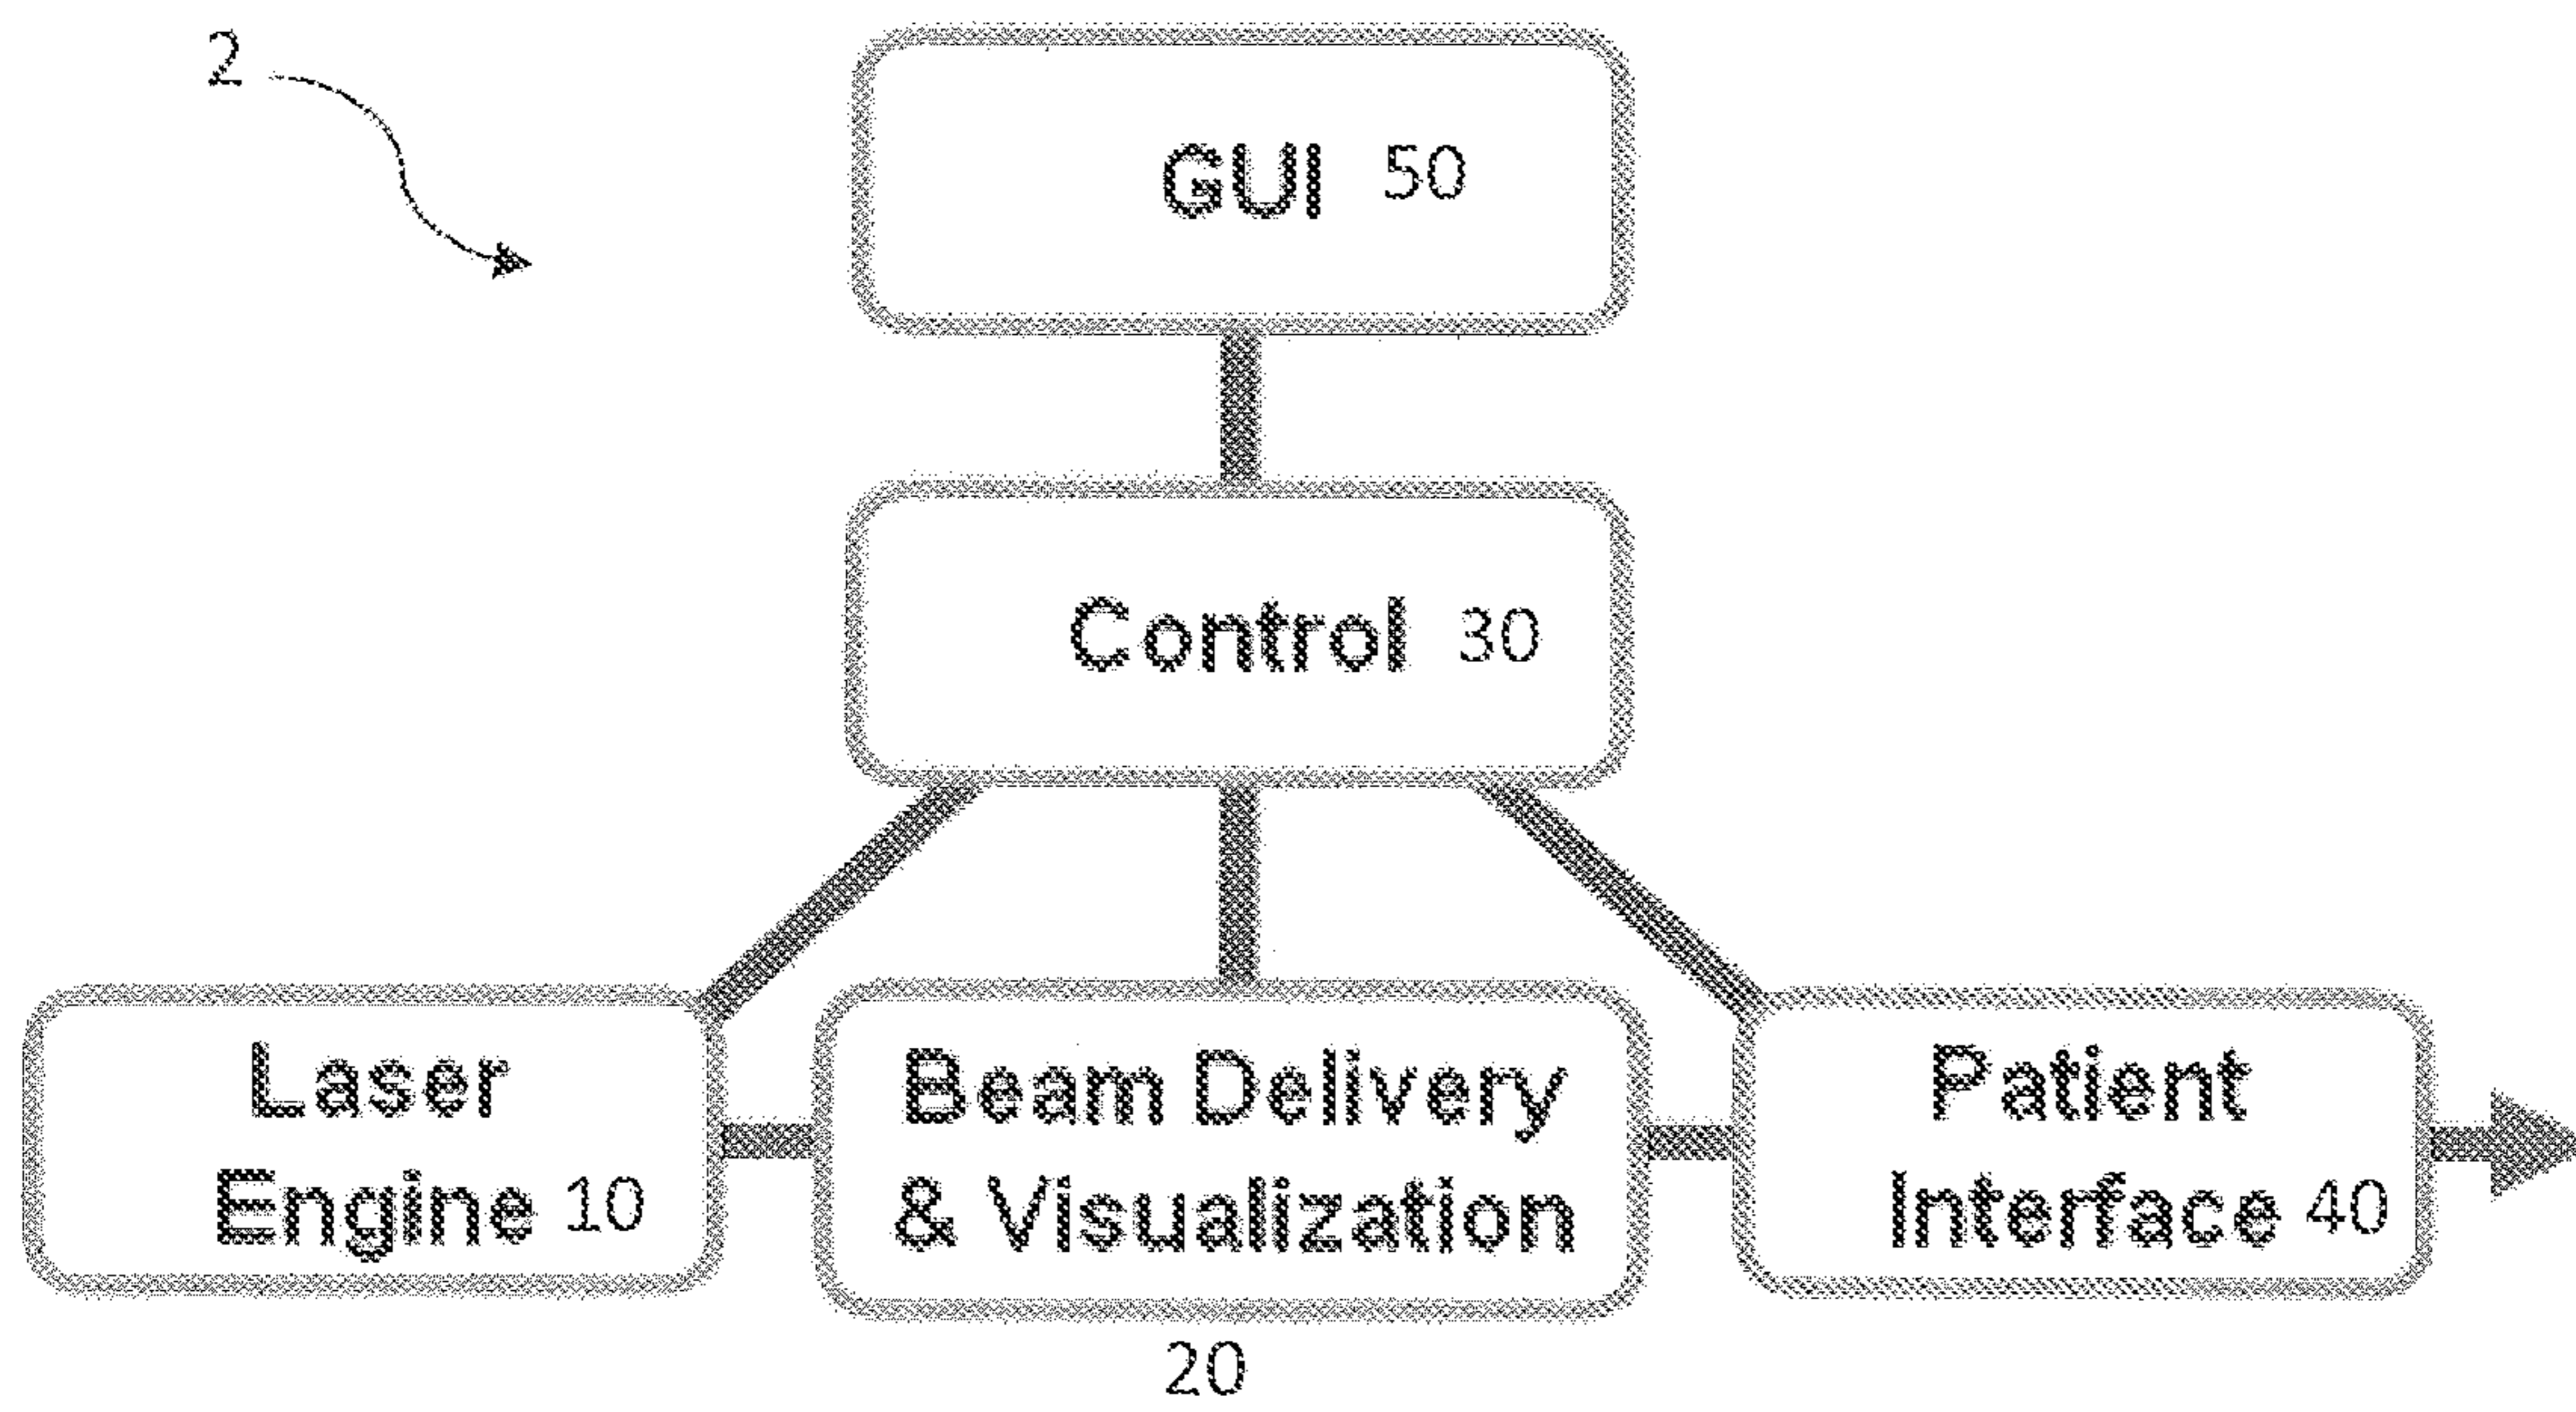 2
GUI 50
Control 30
Laser
Engine 10
Beam Delivery
& Visualization
20
Patient
Interface 40